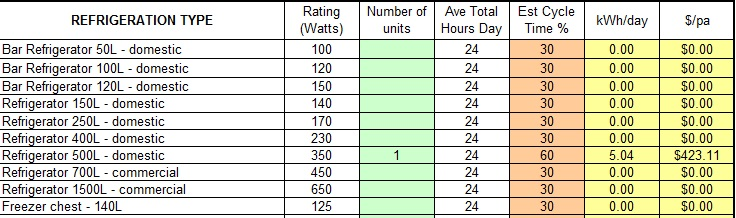 REFRIGERATION TYPE Rating (Watts) Number of units Ave Total Hours Day Est Cycle Time % kWh/day $/pa
Bar Refrigerator 50L - domestic 100 24 30 0.00 $0.00
Bar Refrigerator 100L - domestic 120 24 30 0.00 $0.00
Bar Refrigerator 120L - domestic 150 24 30 0.00 $0.00
Refrigerator 150L - domestic 140 24 30 0.00 $0.00
Refrigerator 250L - domestic 170 24 30 0.00 $0.00
Refrigerator 400L - domestic 230 24 30 0.00 $0.00
Refrigerator 500L - domestic 350 1 24 60 5.04 $423.11
Refrigerator 700L - commercial 450 24 30 0.00 $0.00
Refrigerator 1500L - commercial 650 24 30 0.00 $0.00
Freezer chest - 140L 125 24 30 0.00 $0.00